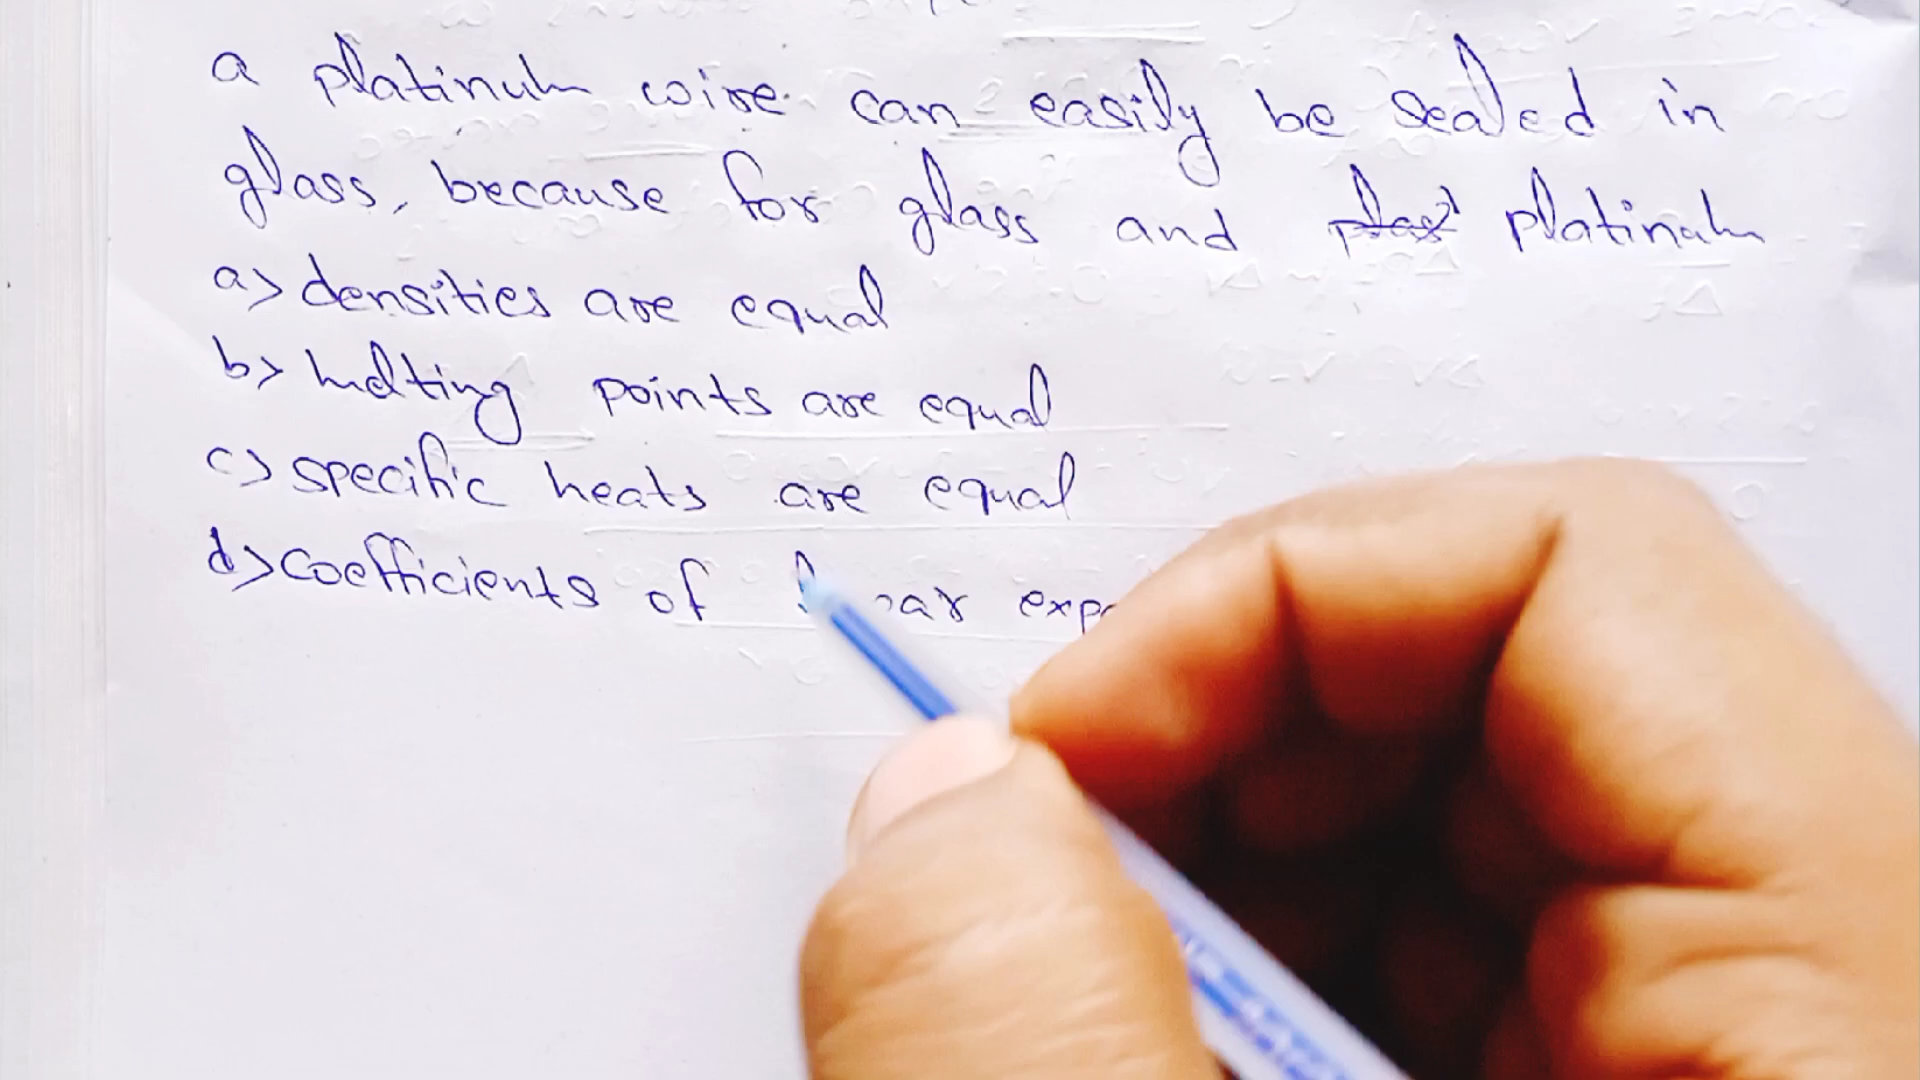 a platinum wire can easily be sealed in
glass, because for glass and platinum
a> densities are equal
b> melting points are equal
c> specific heats are equal
d> coefficients of